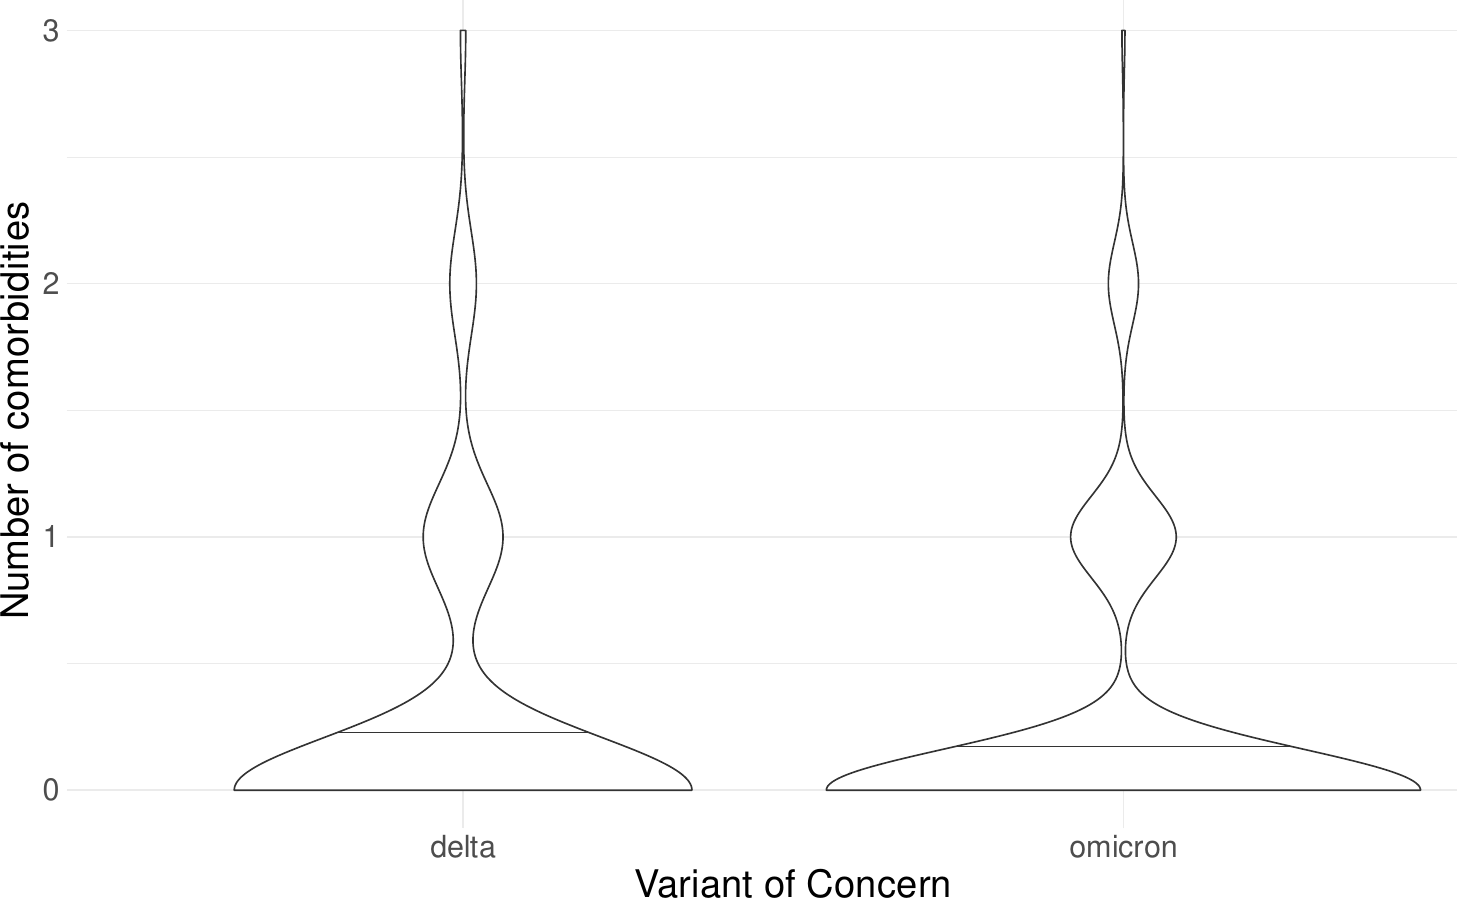 Number of comorbidities
3
2
1
0
delta
omicron
Variant of Concern